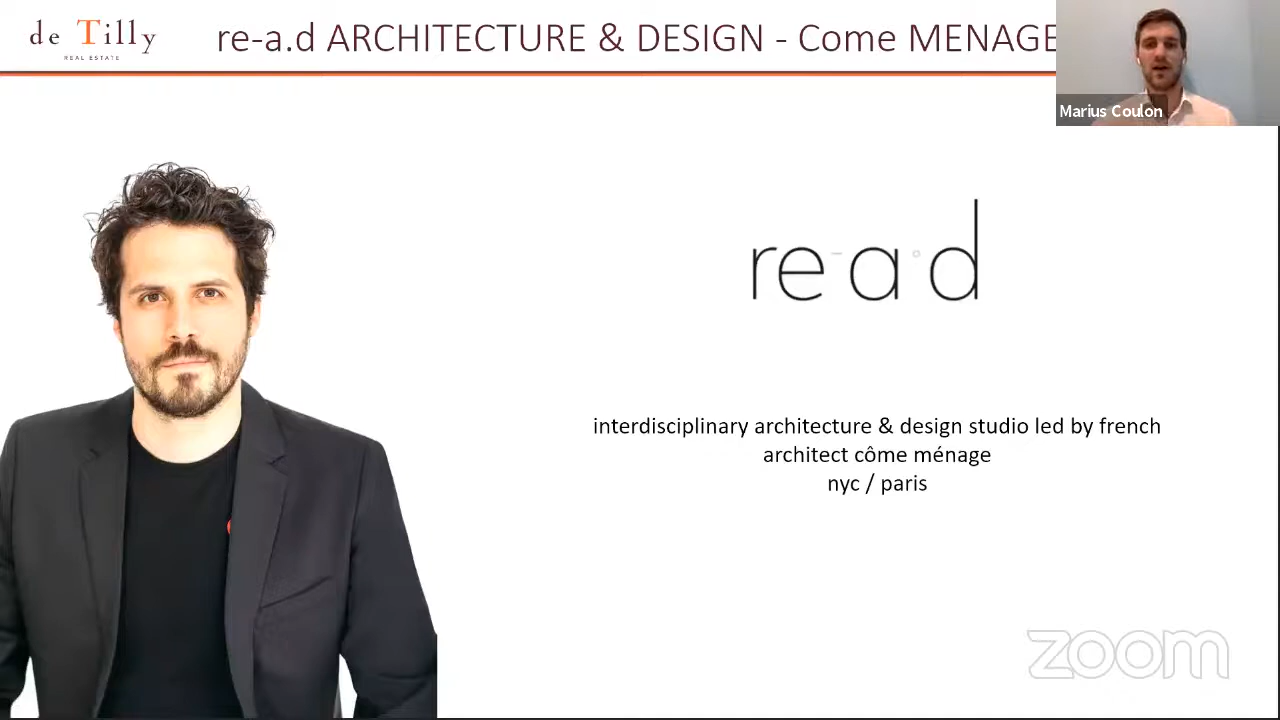 de Tilly
REAL ESTATE
re-a.d ARCHITECTURE & DESIGN - Come MENAGE
Marius Coulon
re-a.d
interdisciplinary architecture & design studio led by french
architect côme ménage
nyc / paris
zoom